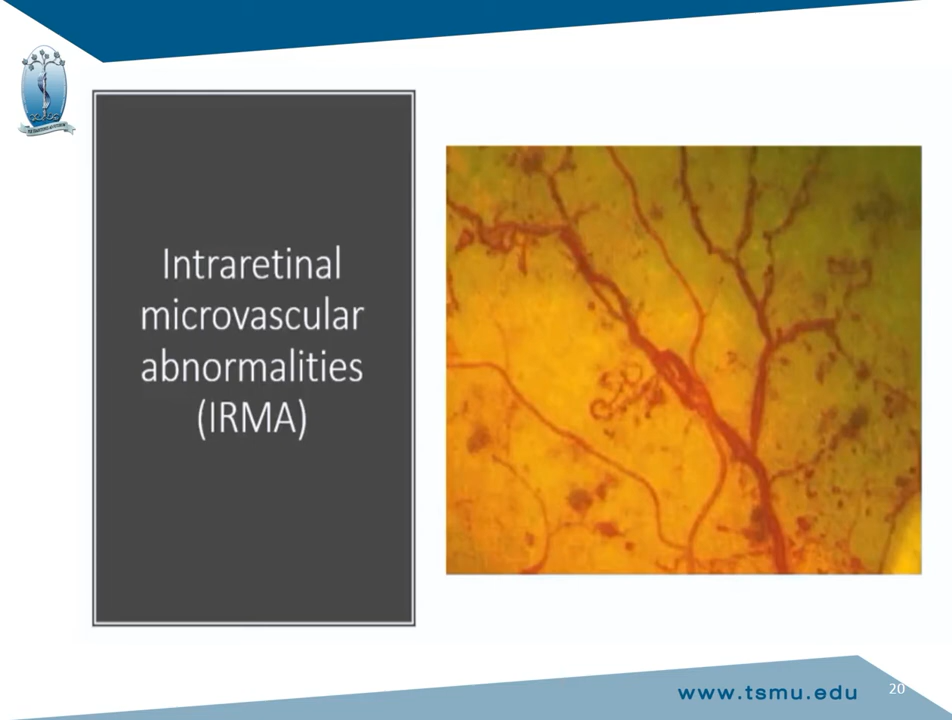 Intraretinal
microvascular
abnormalities
(IRMA)
www.tsmu.edu
20